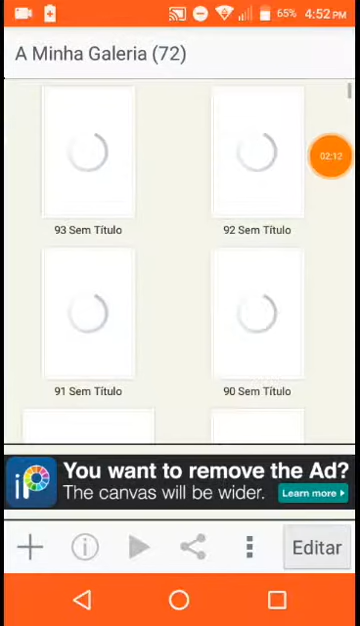 65% 4:52 PM
A Minha Galeria (72)
02:12
93 Sem Título
92 Sem Título
91 Sem Título
90 Sem Título
iP
You want to remove the Ad?
The canvas will be wider.
Learn more
Editar